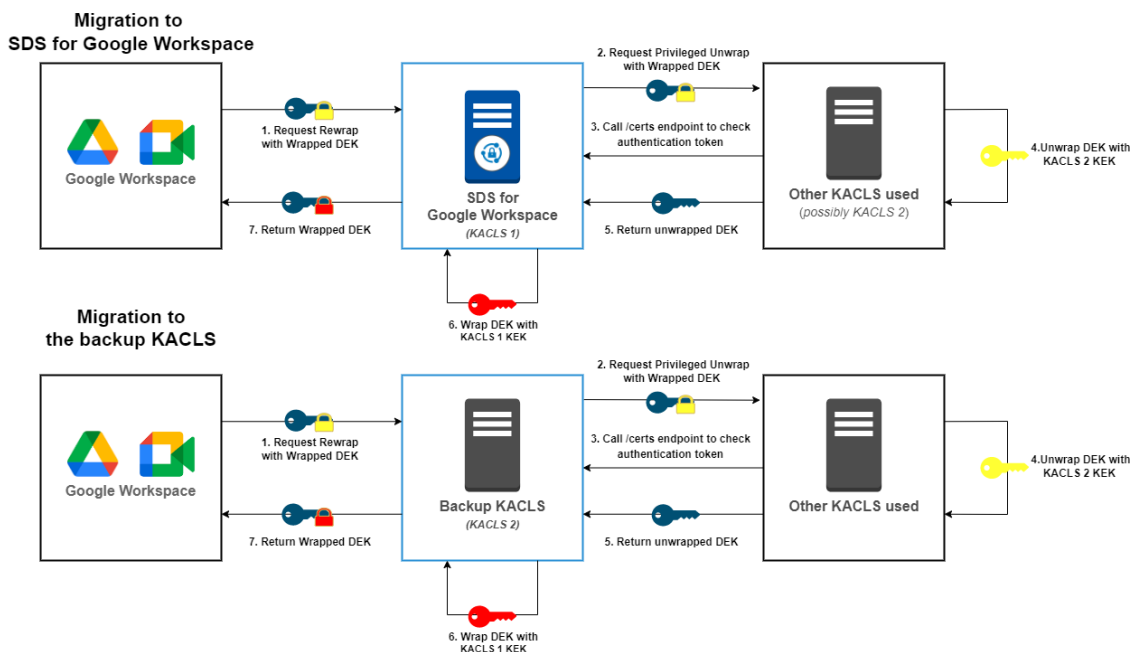 Migration to
SDS for Google Workspace
Google Workspace
1. Request Rewrap
with Wrapped DEK
7. Return Wrapped DEK
SDS for
Google Workspace
(KACLS 1)
6. Wrap DEK with
KACLS 1 KEK
2. Request Privileged Unwrap
with Wrapped DEK
3. Call /certs endpoint to check
authentication token
5. Return unwrapped DEK
Other KACLS used
(possibly KACLS 2)
4.Unwrap DEK with
KACLS 2 KEK
Migration to
the backup KACLS
Google Workspace
1. Request Rewrap
with Wrapped DEK
7. Return Wrapped DEK
Backup KACLS
(KACLS 2)
6. Wrap DEK with
KACLS 1 KEK
2. Request Privileged Unwrap
with Wrapped DEK
3. Call /certs endpoint to check
authentication token
5. Return unwrapped DEK
Other KACLS used
4.Unwrap DEK with
KACLS 2 KEK